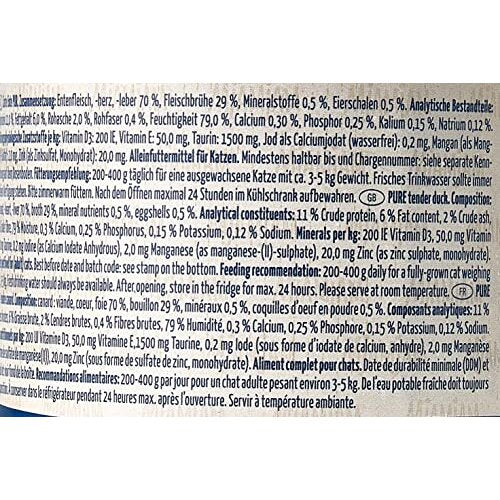 Zusammensetzung: Entenfleisch, -herz, -leber 70 %, Fleischbrühe 29 %, Mineralstoffe 0,5 %, Eierschalen 0,5 %. Analytische Bestandteile:
Fettgehalt 6,0 %, Rohasche 2,0 %, Rohfaser 0,4 %, Feuchtigkeit 79,0 %, Calcium 0,30 %, Phosphor 0,25 %, Kalium 0,15 %, Natrium 0,12 %.
Zusatzstoffe je kg: Vitamin D3: 200 IE, Vitamin E: 50,0 mg, Taurin: 1500 mg, Jod als Calciumjodat (wasserfrei): 0,2 mg, Mangan (als Man-
2,0 mg, Zink (als Zinksulfat, Monohydrat): 20,0 mg. Alleinfuttermittel für Katzen. Mindestens haltbar bis und Chargennummer: siehe separate Kenn-
Fütterungsempfehlung: 200-400 g täglich für eine ausgewachsene Katze mit ca. 3-5 kg Gewicht. Frisches Trinkwasser sollte immer
Bitte zimmerwarm füttern. Nach dem Öffnen maximal 24 Stunden im Kühlschrank aufbewahren. GB PURE tender duck. Composition:
liver 70 % broth 29 %, mineral nutrients 0,5 %, eggshells 0,5 %. Analytical constituents: 11 % Crude protein, 6 % Fat content, 2 % Crude ash,
79 % Moisture, 0.3 % Calcium, 0.25 % Phosphorus, 0.15 % Potassum, 0.12 % Sodium. Minerals per kg: 200 IE Vitamin D3, 50,0 mg Vitamin
0,2 mg iodine (as Calcium Iodate Anhydrous), 2,0 mg Manganese (as manganese-(II)-sulphate), 20,0 mg Zinc (as zinc sulphate, monohydrate).
Best before date and batch code: see stamp on the bottom. Feeding recommendation: 200-400 g daily for a fully-grown cat weighing
drinking water should always be available. After opening, store in the fridge for max. 24 hours. Please serve at room temperature. FR PURE
canard: viande, coeur, foie 70 % bouillon 29 %, minéraux 0.5 %, coquilles d'oeuf en poudre 0.5 %. Composants analytiques: 11 %
6 % Graisse brute, 2 % Cendres brutes, 0.4 % Fibres brutes, 79 % Humidité, 0.3 % Calcium, 0.25 % Phosphore, 0.15 % Potassium, 0.12 % Sodium.
kg: 200 UI Vitamine D3, 50,0 mg Vitamine E, 1500 mg Taurine, 0,2 mg Iode (sous forme d'iodate de calcium, anhydre), 2,0 mg Manganèse
20,0 mg Zinc (sous forme de sulfate de zinc, monohydrate). Aliment complet pour chats. Date de durabilité minimale (DDM) et
Recommandations alimentaires: 200-400 g par jour pour un chat adulte pesant environ 3-5 kg. De l'eau potable fraîche doit toujours
conserver dans le réfrigérateur pendant 24 heures max. après l'ouverture. Servir à température ambiante.